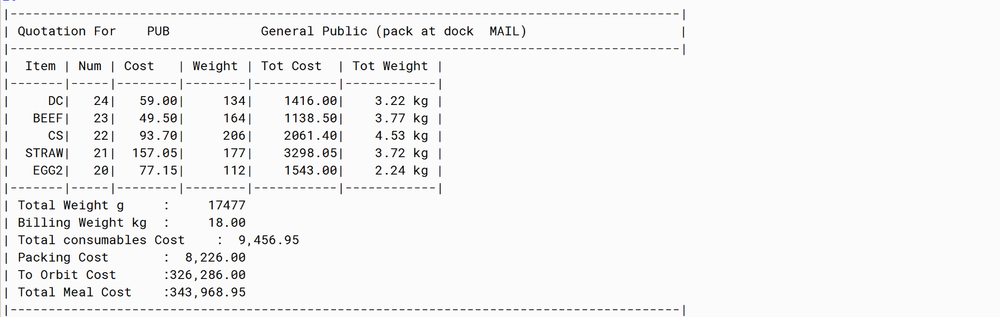 |----------------------------------------------------------------------------------------|
| Quotation For    PUB            General Public (pack at dock  MAIL)                    |
|----------------------------------------------------------------------------------------|
|  Item | Num | Cost   | Weight | Tot Cost  | Tot Weight |
|-------|-----|--------|--------|-----------|------------|
|     DC|   24|   59.00|     134|    1416.00|    3.22 kg |
|   BEEF|   23|   49.50|     164|    1138.50|    3.77 kg |
|     CS|   22|   93.70|     206|    2061.40|    4.53 kg |
|  STRAW|   21|  157.05|     177|    3298.05|    3.72 kg |
|   EGG2|   20|   77.15|     112|    1543.00|    2.24 kg |
|-------|-----|--------|--------|-----------|------------|
| Total Weight g     :     17477
| Billing Weight kg  :     18.00
| Total consumables Cost    :  9,456.95
| Packing Cost       :  8,226.00
| To Orbit Cost      :326,286.00
| Total Meal Cost    :343,968.95
|----------------------------------------------------------------------------------------|